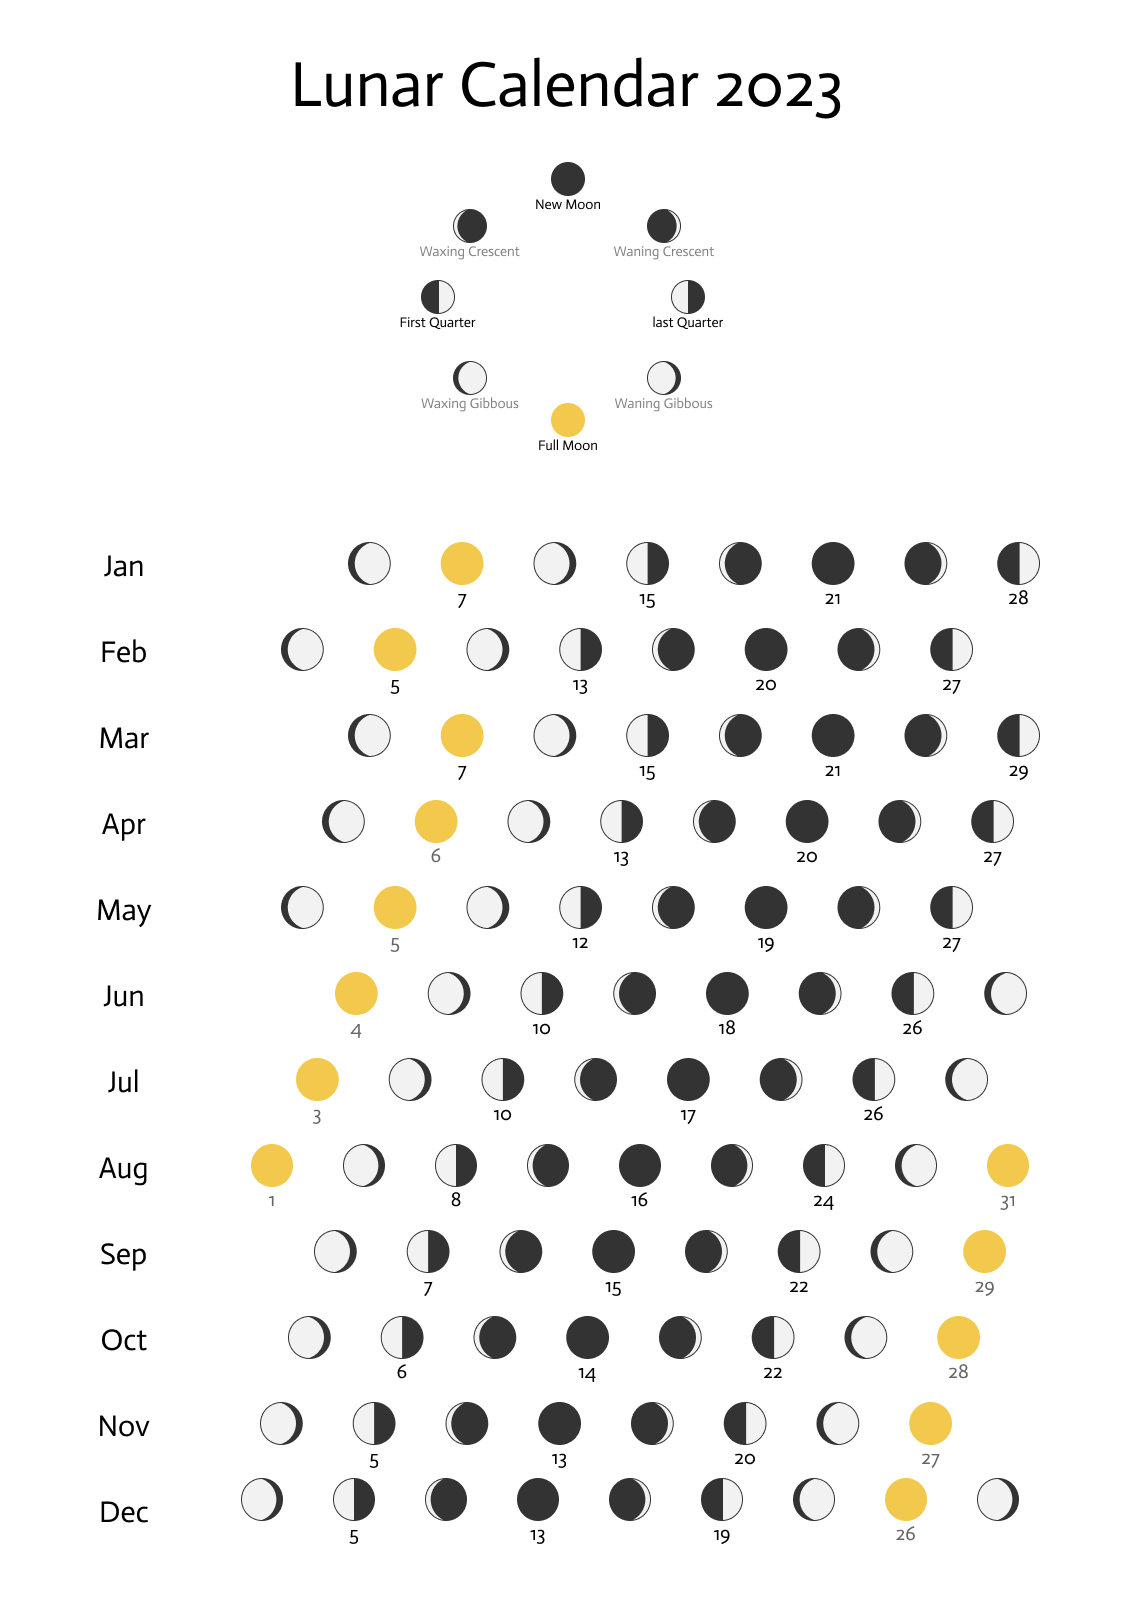 Lunar Calendar 2023
New Moon
Waxing Crescent Waning Crescent
First Quarter last Quarter
Waxing Gibbous Waning Gibbous
Full Moon
Jan
7 15 21 28
Feb
5 13 20 27
Mar
7 15 21 29
Apr
6 13 20 27
May
5 12 19 27
Jun
4 10 18 26
Jul
3 10 17 26
Aug
1 8 16 24 31
Sep
7 15 22 29
Oct
6 14 22 28
Nov
5 13 20 27
Dec
5 13 19 26